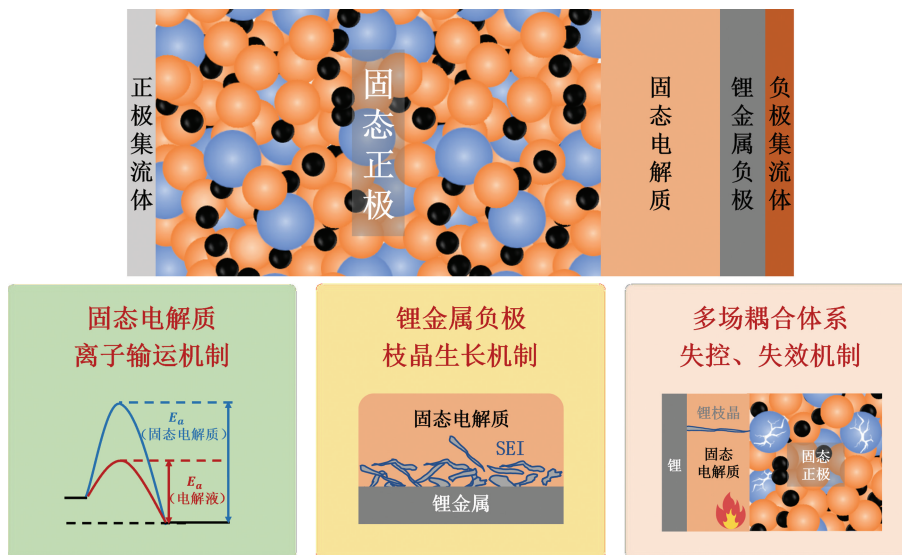 正极集流体
固态正极
固态电解质
锂金属负极
负极集流体
固态电解质
离子输运机制
Ea
（固态电解质）
Ea
（电解液）
锂金属负极
枝晶生长机制
固态电解质
SEI
锂金属
多场耦合体系
失控、失效机制
锂枝晶
锂
固态
电解质
固态
正极